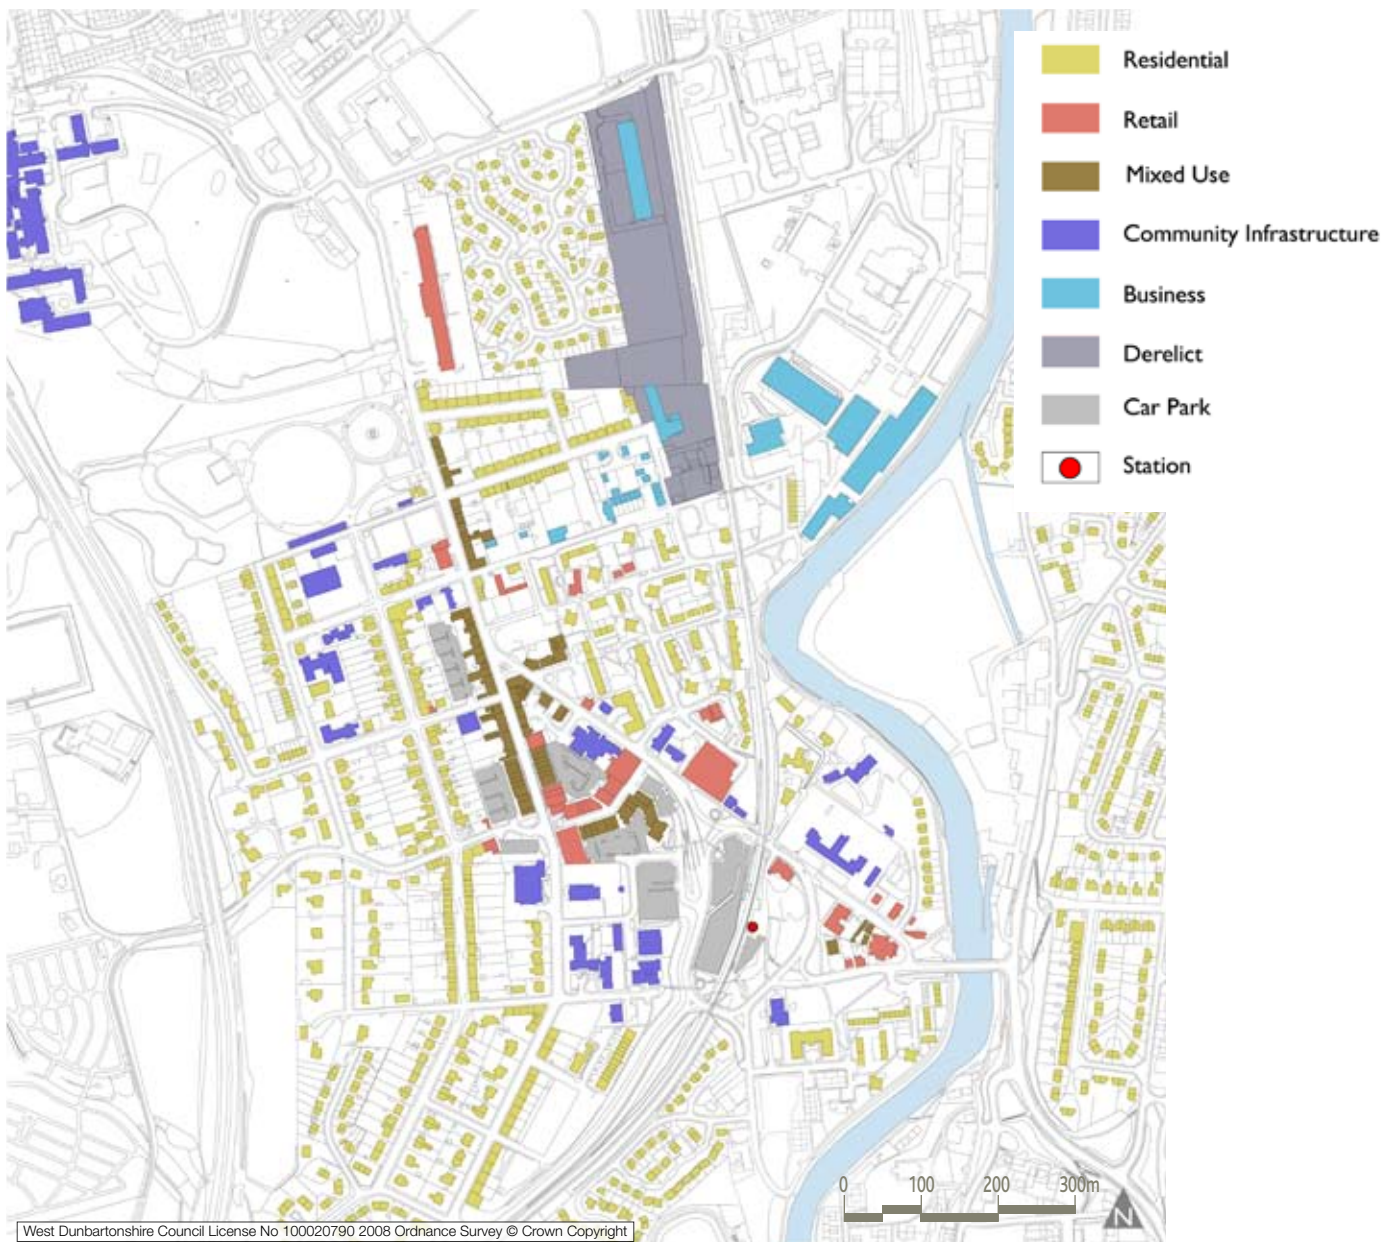 Residential
Retail
Mixed Use
Community Infrastructure
Business
Derelict
Car Park
Station
0 100 200 300m
N
West Dunbartonshire Council License No 100020790 2008 Ordnance Survey © Crown Copyright